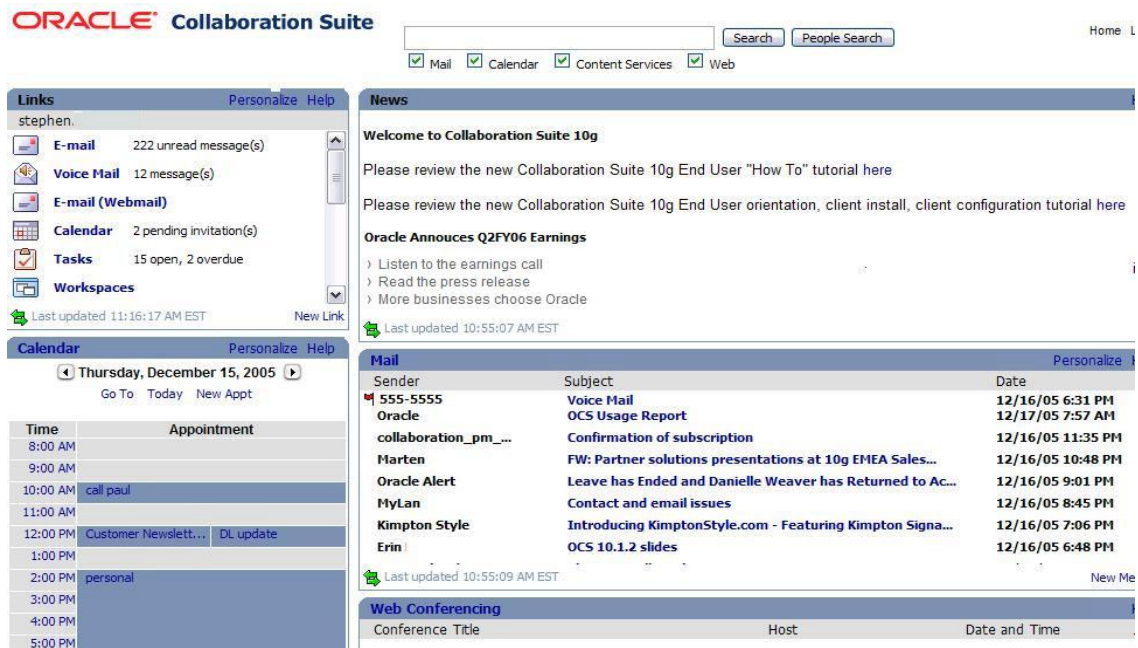 ORACLE Collaboration Suite
Search People Search
Home
Mail Calendar Content Services Web
Links Personalize Help
stephen.
E-mail 222 unread message(s)
Voice Mail 12 message(s)
E-mail (Webmail)
Calendar 2 pending invitation(s)
Tasks 15 open, 2 overdue
Workspaces
Last updated 11:16:17 AM EST New Link
Calendar Personalize Help
Thursday, December 15, 2005
Go To Today New Appt
Time Appointment
8:00 AM
9:00 AM
10:00 AM call paul
11:00 AM
12:00 PM Customer Newslett... DL update
1:00 PM
2:00 PM personal
3:00 PM
4:00 PM
5:00 PM
News
Welcome to Collaboration Suite 10g
Please review the new Collaboration Suite 10g End User "How To" tutorial here
Please review the new Collaboration Suite 10g End User orientation, client install, client configuration tutorial here
Oracle Annouces Q2FY06 Earnings
› Listen to the earnings call
› Read the press release
› More businesses choose Oracle
Last updated 10:55:07 AM EST
Mail Personalize
Sender Subject Date
555-5555 Voice Mail 12/16/05 6:31 PM
Oracle OCS Usage Report 12/17/05 7:57 AM
collaboration_pm_... Confirmation of subscription 12/16/05 11:35 PM
Marten FW: Partner solutions presentations at 10g EMEA Sales... 12/16/05 10:48 PM
Oracle Alert Leave has Ended and Danielle Weaver has Returned to Ac... 12/16/05 9:01 PM
MyLan Contact and email issues 12/16/05 8:45 PM
Kimpton Style Introducing KimptonStyle.com - Featuring Kimpton Signa... 12/16/05 7:06 PM
Erin OCS 10.1.2 slides 12/16/05 6:48 PM
Last updated 10:55:09 AM EST New Me
Web Conferencing
Conference Title Host Date and Time